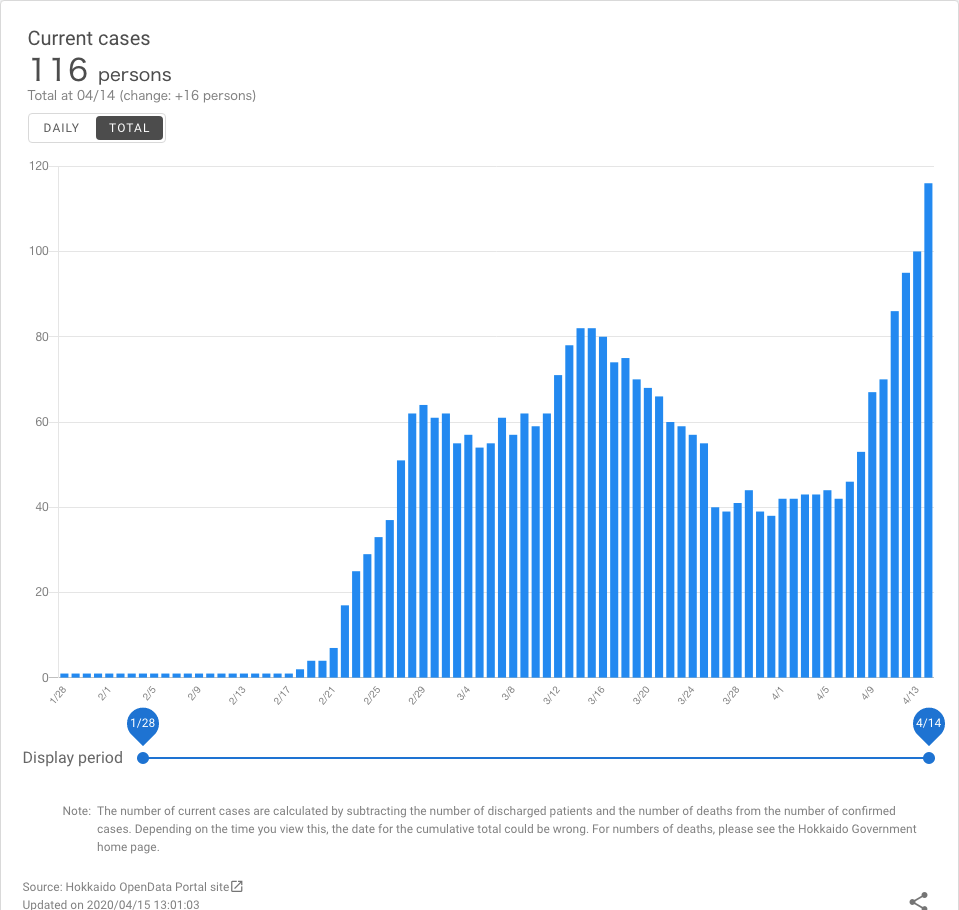 Current cases
116 persons
Total at 04/14 (change: +16 persons)
DAILY TOTAL
120
100
80
60
40
20
0
1/28 2/1 2/5 2/9 2/13 2/17 2/21 2/25 2/29 3/4 3/8 3/12 3/16 3/20 3/24 3/28 4/1 4/5 4/9 4/13
1/28 4/14
Display period
Note: The number of current cases are calculated by subtracting the number of discharged patients and the number of deaths from the number of confirmed
cases. Depending on the time you view this, the date for the cumulative total could be wrong. For numbers of deaths, please see the Hokkaido Government
home page.
Source: Hokkaido OpenData Portal site
Updated on 2020/04/15 13:01:03